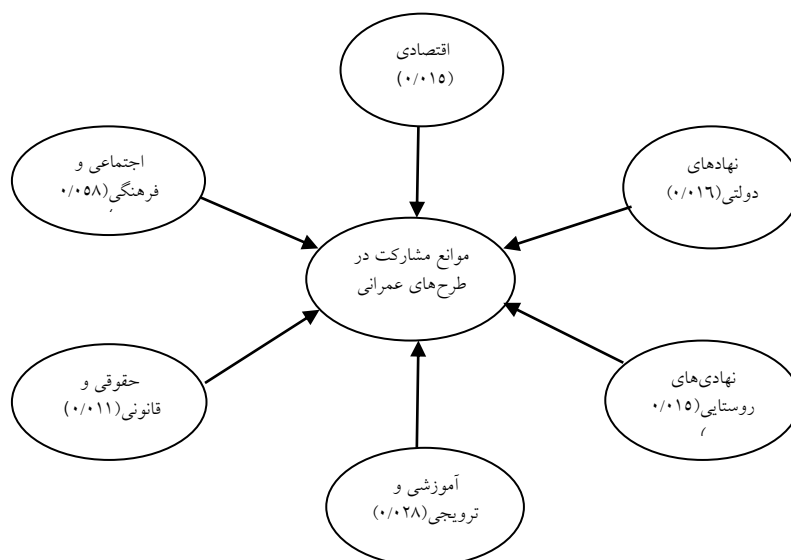 اقتصادی
(۰/۰۱۵)
اجتماعی و
فرهنگی(۰/۰۵۸
)
نهادهای
دولتی(۰/۰۱۶)
موانع مشارکت در
طرح‌های عمرانی
حقوقی و
قانونی(۰/۰۱۱)
نهادی‌های
روستایی(۰/۰۱۵
)
آموزشی و
ترویجی(۰/۰۲۸)